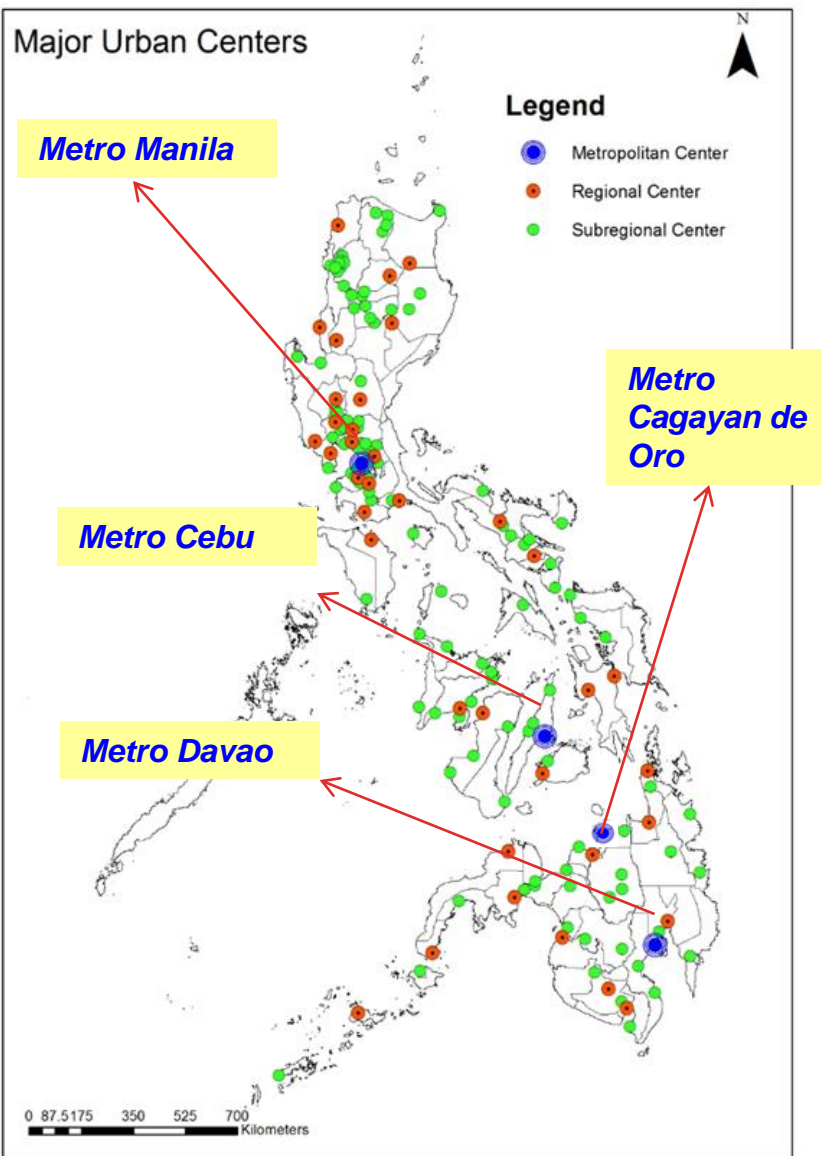 Major Urban Centers
N
Legend
Metropolitan Center
Regional Center
Subregional Center
Metro Manila
Metro
Cagayan de
Oro
Metro Cebu
Metro Davao
0 87.5175 350 525 700
Kilometers